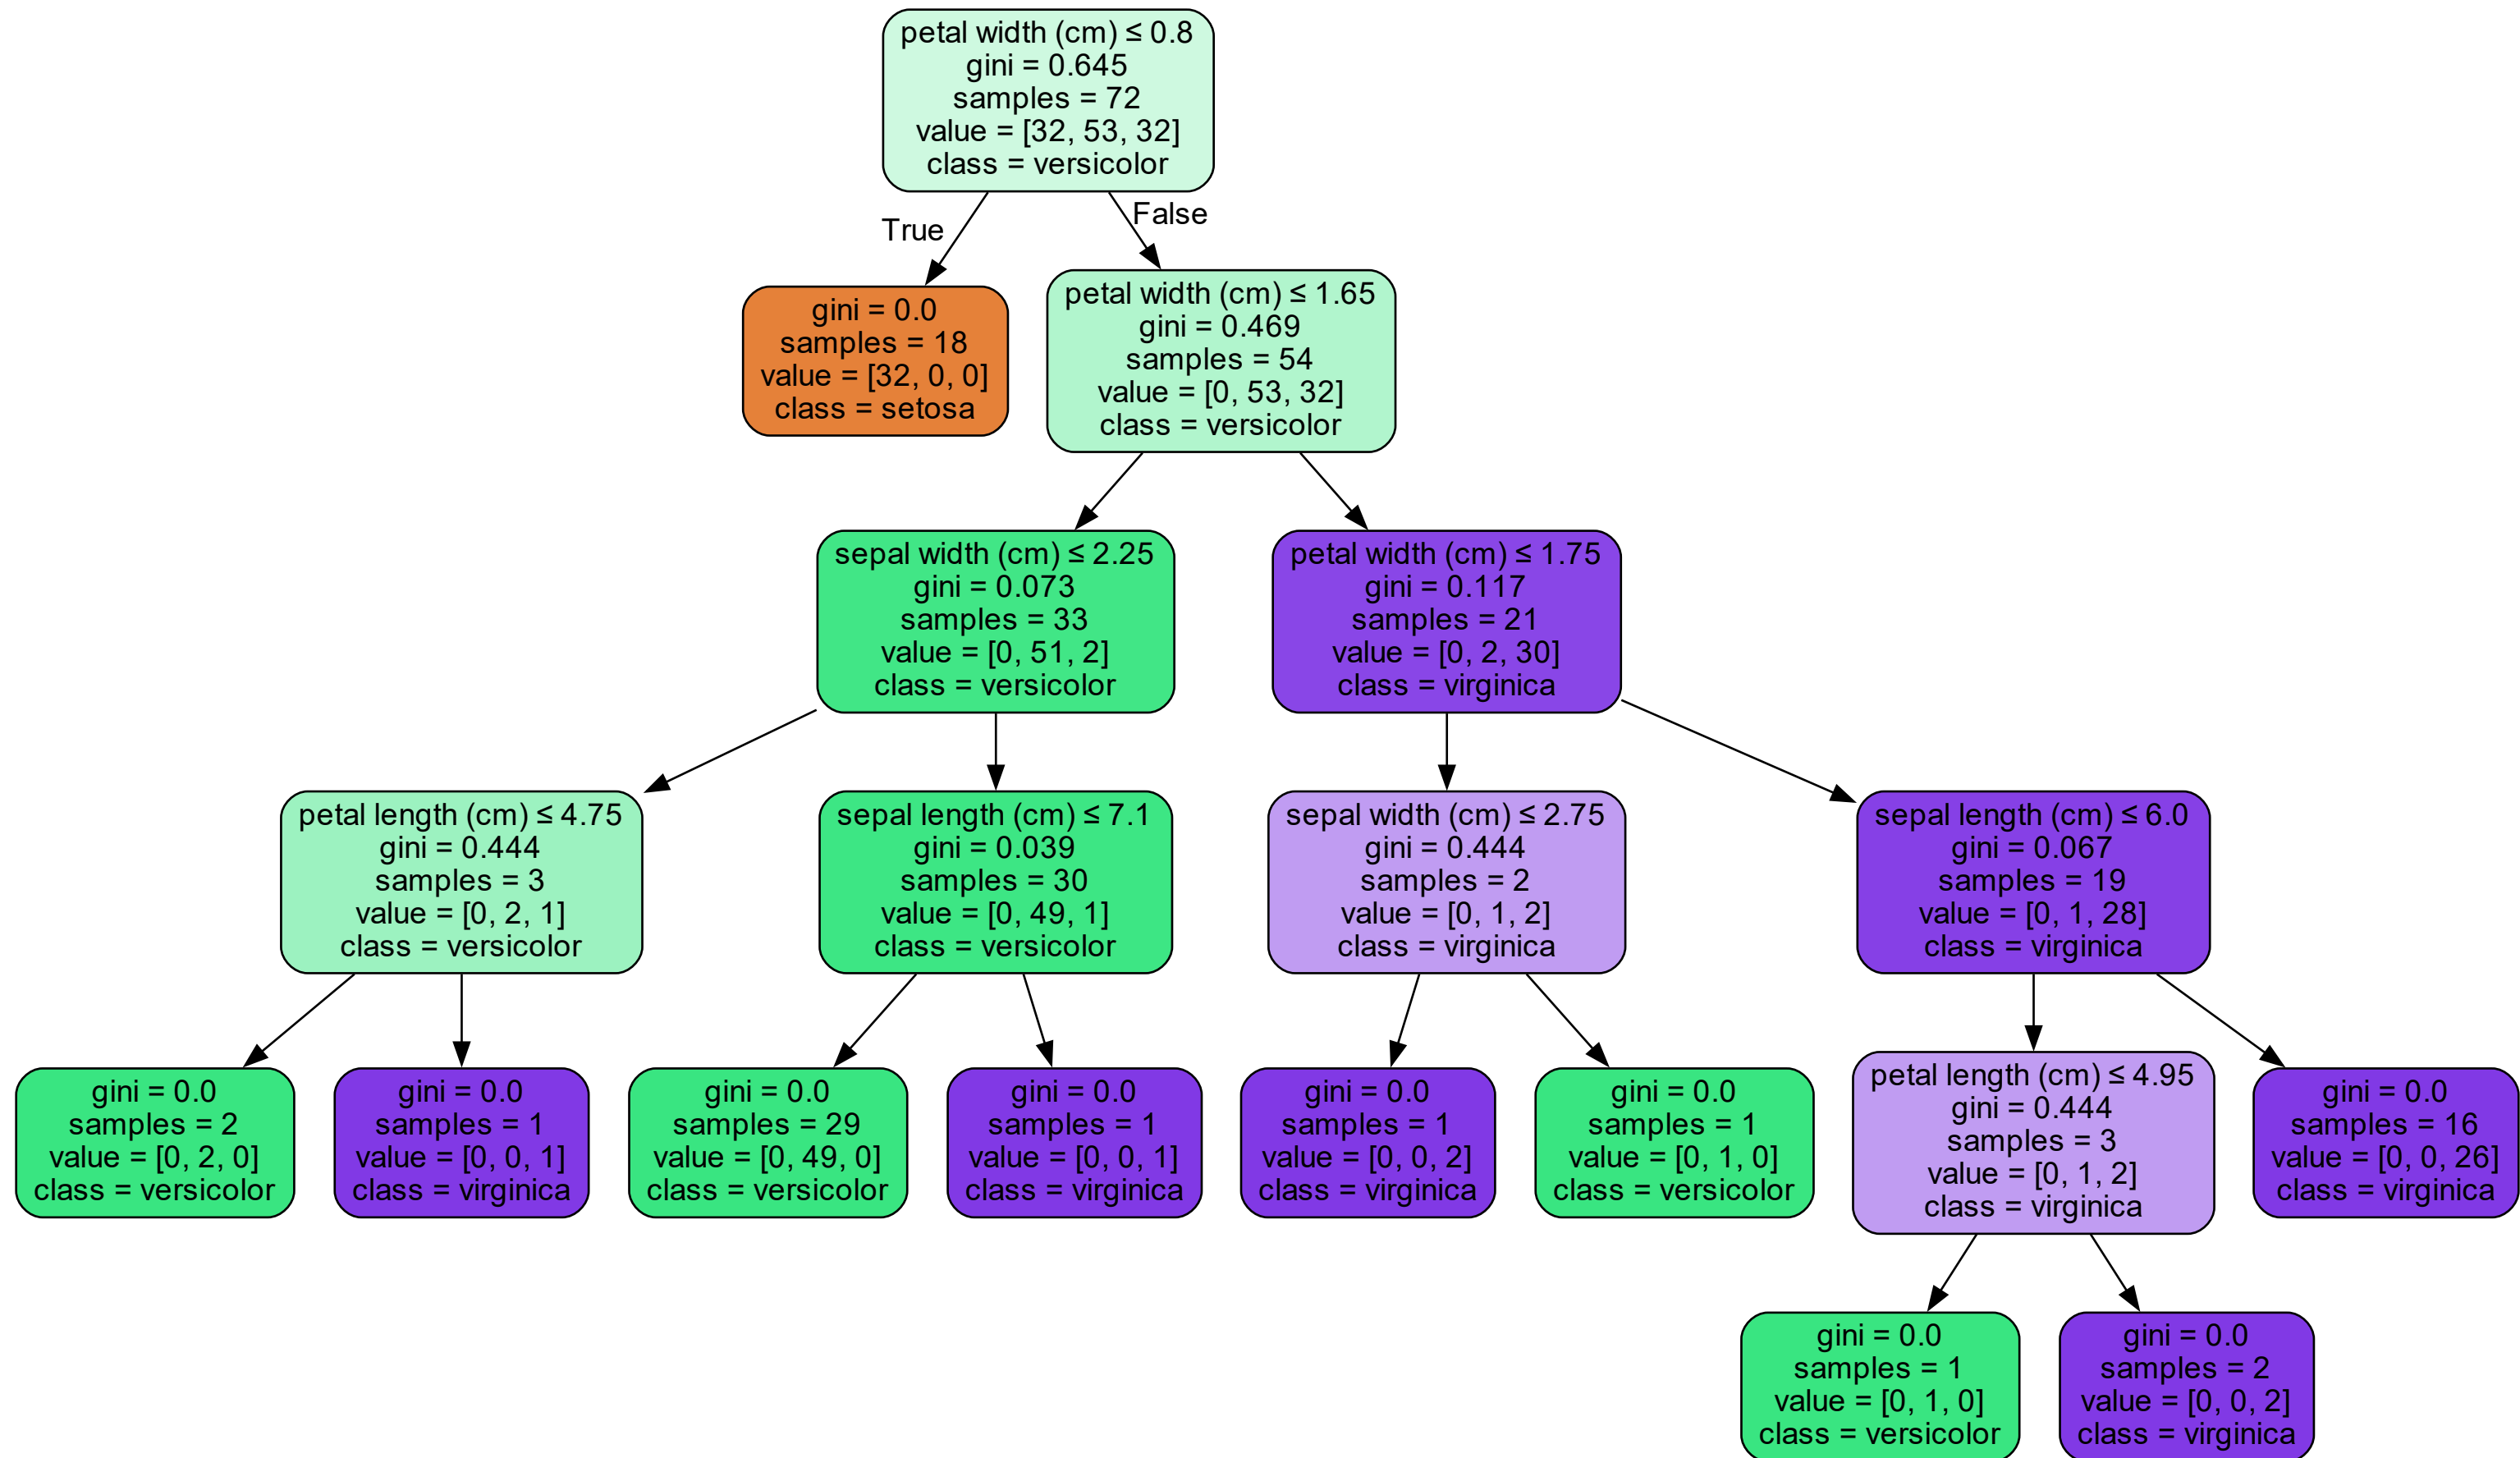 petal width (cm) ≤ 0.8
gini = 0.645
samples = 72
value = [32, 53, 32]
class = versicolor
True
False
gini = 0.0
samples = 18
value = [32, 0, 0]
class = setosa
petal width (cm) ≤ 1.65
gini = 0.469
samples = 54
value = [0, 53, 32]
class = versicolor
sepal width (cm) ≤ 2.25
gini = 0.073
samples = 33
value = [0, 51, 2]
class = versicolor
petal width (cm) ≤ 1.75
gini = 0.117
samples = 21
value = [0, 2, 30]
class = virginica
petal length (cm) ≤ 4.75
gini = 0.444
samples = 3
value = [0, 2, 1]
class = versicolor
sepal length (cm) ≤ 7.1
gini = 0.039
samples = 30
value = [0, 49, 1]
class = versicolor
sepal width (cm) ≤ 2.75
gini = 0.444
samples = 2
value = [0, 1, 2]
class = virginica
sepal length (cm) ≤ 6.0
gini = 0.067
samples = 19
value = [0, 1, 28]
class = virginica
gini = 0.0
samples = 2
value = [0, 2, 0]
class = versicolor
gini = 0.0
samples = 1
value = [0, 0, 1]
class = virginica
gini = 0.0
samples = 29
value = [0, 49, 0]
class = versicolor
gini = 0.0
samples = 1
value = [0, 0, 1]
class = virginica
gini = 0.0
samples = 1
value = [0, 0, 2]
class = virginica
gini = 0.0
samples = 1
value = [0, 1, 0]
class = versicolor
petal length (cm) ≤ 4.95
gini = 0.444
samples = 3
value = [0, 1, 2]
class = virginica
gini = 0.0
samples = 16
value = [0, 0, 26]
class = virginica
gini = 0.0
samples = 1
value = [0, 1, 0]
class = versicolor
gini = 0.0
samples = 2
value = [0, 0, 2]
class = virginica